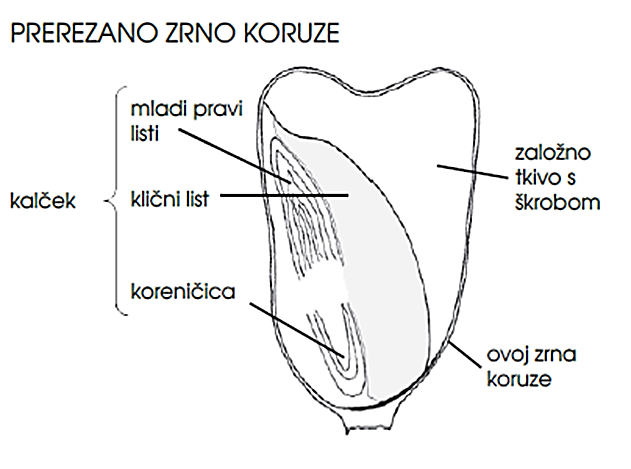 PREREZANO ZRNO KORUZE
mladi pravi
listi
kalček
klični list
koreničica
založno
tkivo s
škrobom
ovoj zrna
koruze